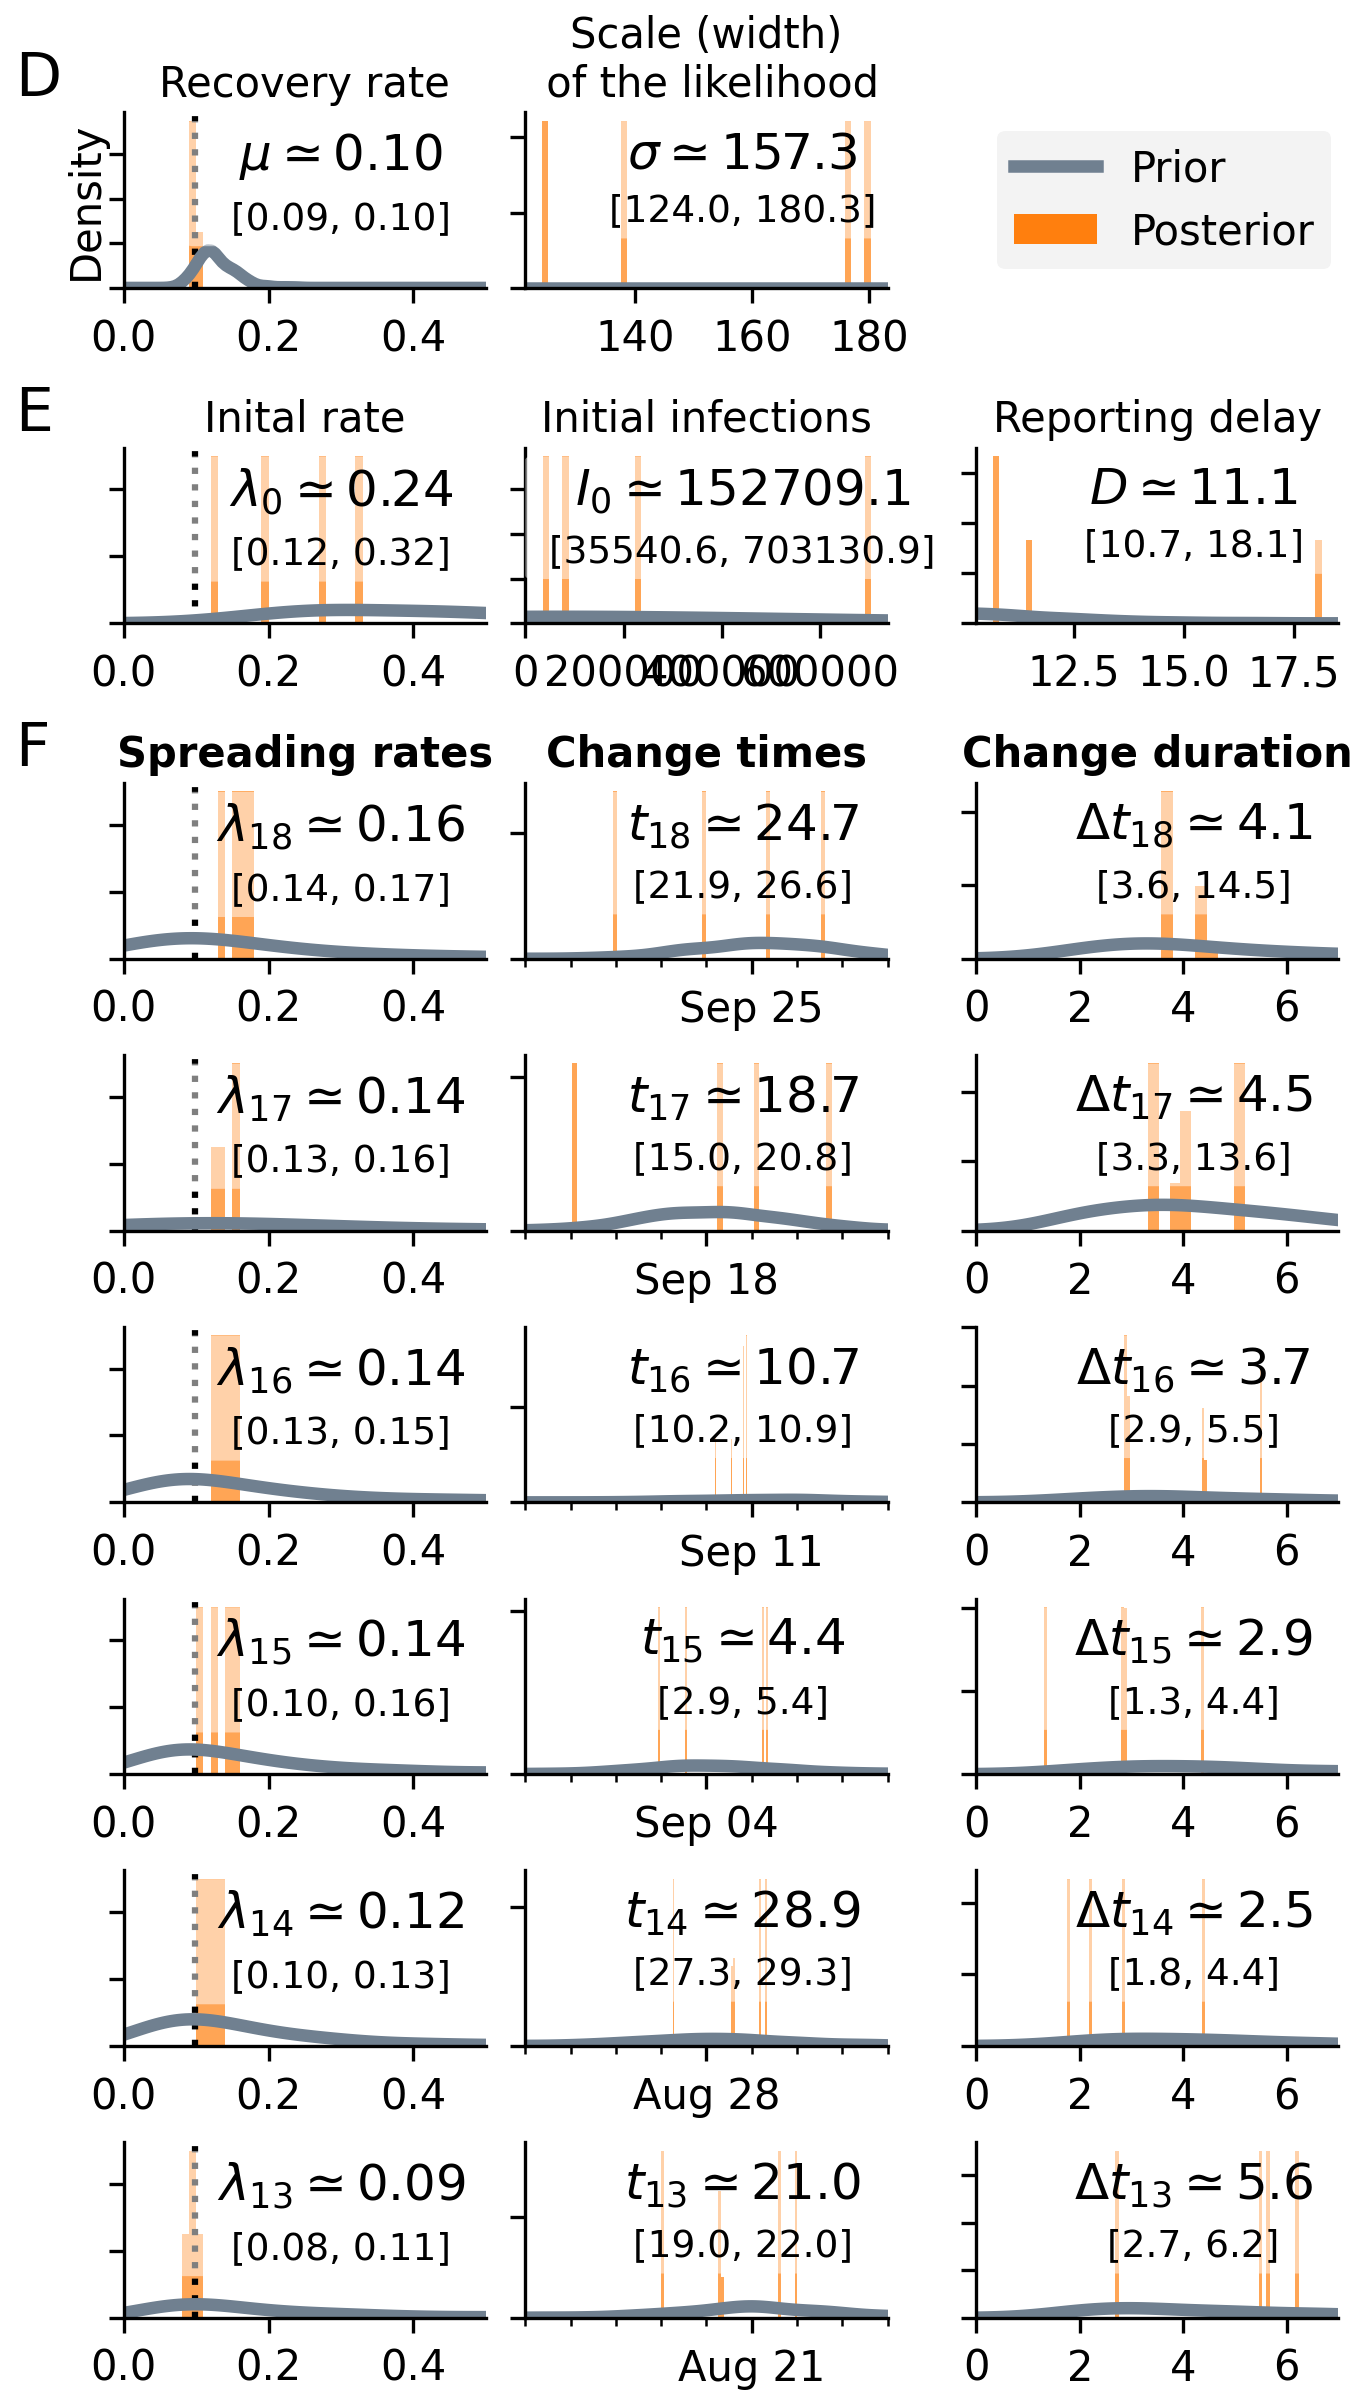 D
Recovery rate
Scale (width)
of the likelihood
Density
μ ≃ 0.10
[0.09, 0.10]
σ ≃ 157.3
[124.0, 180.3]
Prior
Posterior
0.0 0.2 0.4
140 160 180
E
Inital rate
Initial infections
Reporting delay
λ0 ≃ 0.24
[0.12, 0.32]
I0 ≃ 152709.1
[35540.6, 703130.9]
D ≃ 11.1
[10.7, 18.1]
0.0 0.2 0.4
0 200000 400000 600000
12.5 15.0 17.5
F
Spreading rates
Change times
Change duration
λ18 ≃ 0.16
[0.14, 0.17]
t18 ≃ 24.7
[21.9, 26.6]
Δt18 ≃ 4.1
[3.6, 14.5]
0.0 0.2 0.4
Sep 25
0 2 4 6
λ17 ≃ 0.14
[0.13, 0.16]
t17 ≃ 18.7
[15.0, 20.8]
Δt17 ≃ 4.5
[3.3, 13.6]
0.0 0.2 0.4
Sep 18
0 2 4 6
λ16 ≃ 0.14
[0.13, 0.15]
t16 ≃ 10.7
[10.2, 10.9]
Δt16 ≃ 3.7
[2.9, 5.5]
0.0 0.2 0.4
Sep 11
0 2 4 6
λ15 ≃ 0.14
[0.10, 0.16]
t15 ≃ 4.4
[2.9, 5.4]
Δt15 ≃ 2.9
[1.3, 4.4]
0.0 0.2 0.4
Sep 04
0 2 4 6
λ14 ≃ 0.12
[0.10, 0.13]
t14 ≃ 28.9
[27.3, 29.3]
Δt14 ≃ 2.5
[1.8, 4.4]
0.0 0.2 0.4
Aug 28
0 2 4 6
λ13 ≃ 0.09
[0.08, 0.11]
t13 ≃ 21.0
[19.0, 22.0]
Δt13 ≃ 5.6
[2.7, 6.2]
0.0 0.2 0.4
Aug 21
0 2 4 6